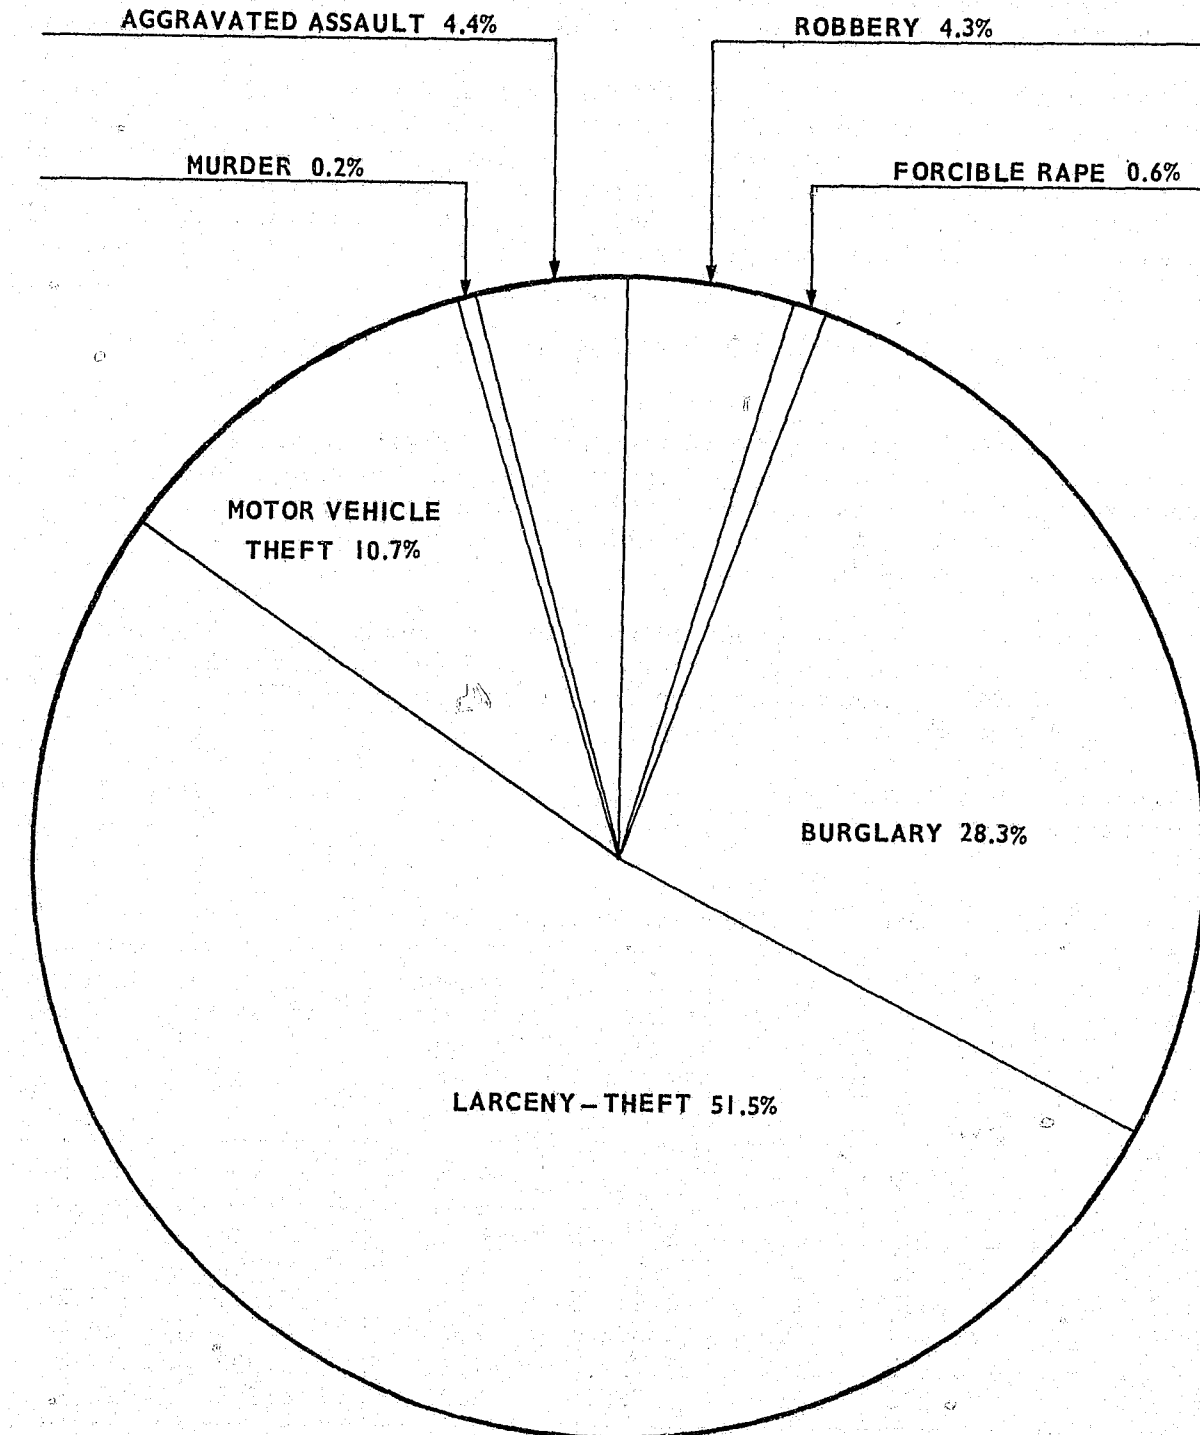 AGGRAVATED ASSAULT 4.4%
ROBBERY 4.3%
MURDER 0.2%
FORCIBLE RAPE 0.6%
MOTOR VEHICLE
THEFT 10.7%
BURGLARY 28.3%
LARCENY–THEFT 51.5%